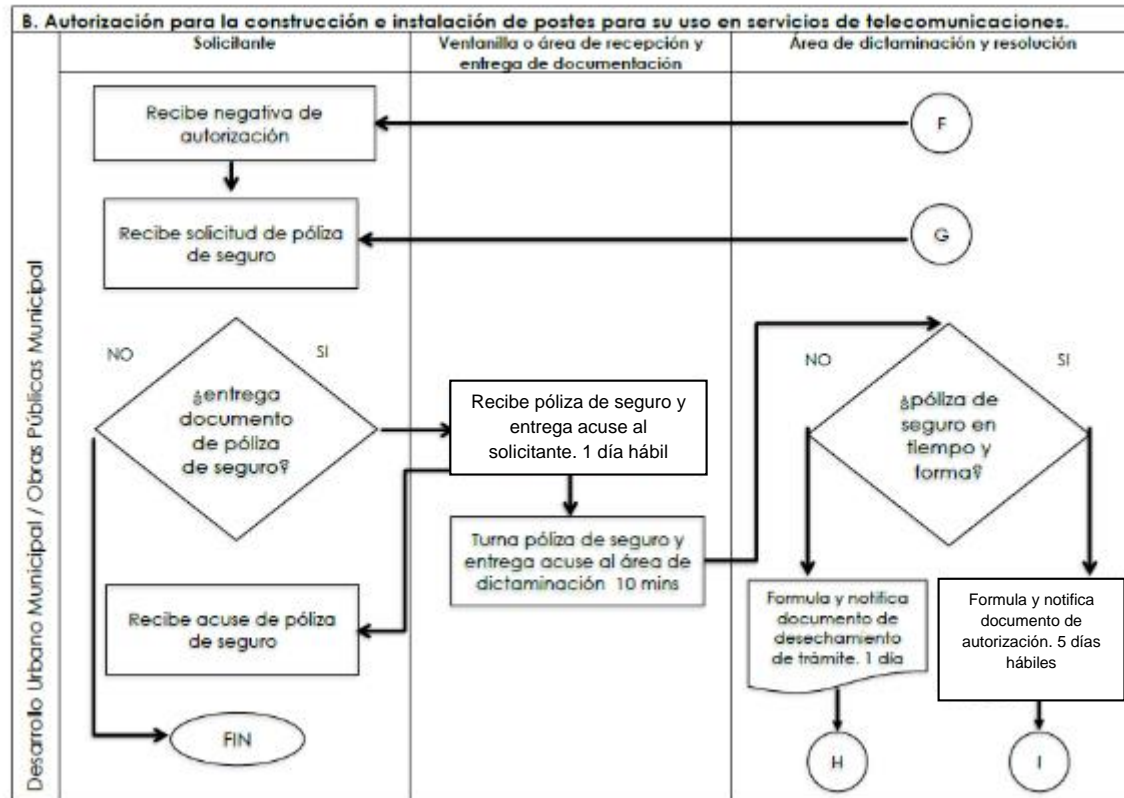 B. Autorización para la construcción e instalación de postes para su uso en servicios de telecomunicaciones.
Solicitante
Ventanilla o área de recepción y
entrega de documentación
Área de dictaminación y resolución
Desarrollo Urbano Municipal / Obras Públicas Municipal
Recibe negativa de
autorización
F
Recibe solicitud de póliza
de seguro
G
NO
SI
¿entrega
documento
de póliza
de seguro?
Recibe póliza de seguro y
entrega acuse al
solicitante. 1 día hábil
NO
SI
¿póliza de
seguro en
tiempo y
forma?
Turna póliza de seguro y
entrega acuse al área de
dictaminación 10 mins
Recibe acuse de póliza
de seguro
Formula y notifica
documento de
desechamiento
de trámite. 1 día
Formula y notifica
documento de
autorización. 5 días
hábiles
FIN
H
I